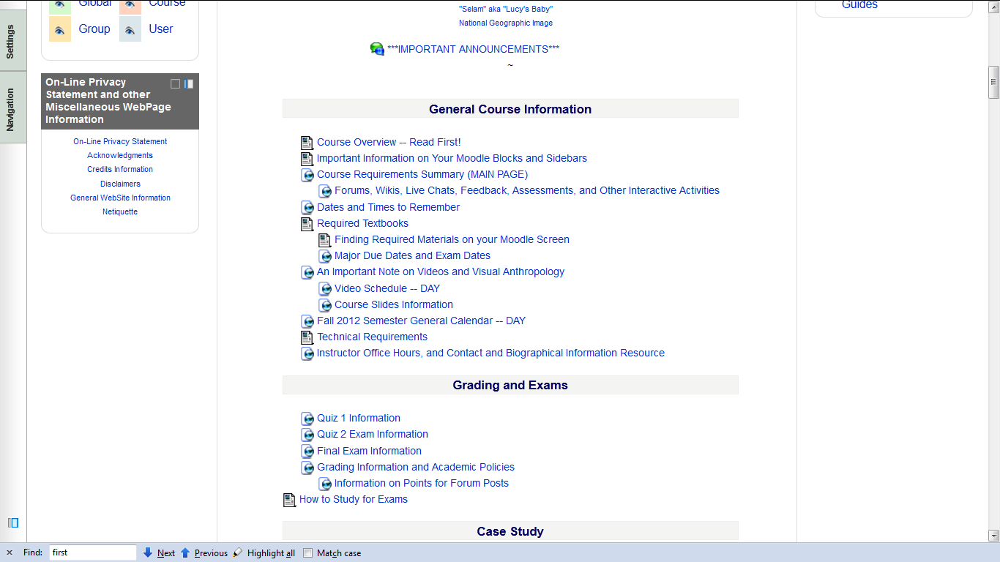 Global
Course
Group
User
Settings
Navigation
On-Line Privacy
Statement and other
Miscellaneous WebPage
Information
On-Line Privacy Statement
Acknowledgments
Credits Information
Disclaimers
General WebSite Information
Netiquette
"Selam" aka "Lucy's Baby"
National Geographic Image
***IMPORTANT ANNOUNCEMENTS***
~
General Course Information
Course Overview -- Read First!
Important Information on Your Moodle Blocks and Sidebars
Course Requirements Summary (MAIN PAGE)
Forums, Wikis, Live Chats, Feedback, Assessments, and Other Interactive Activities
Dates and Times to Remember
Required Textbooks
Finding Required Materials on your Moodle Screen
Major Due Dates and Exam Dates
An Important Note on Videos and Visual Anthropology
Video Schedule -- DAY
Course Slides Information
Fall 2012 Semester General Calendar -- DAY
Technical Requirements
Instructor Office Hours, and Contact and Biographical Information Resource
Grading and Exams
Quiz 1 Information
Quiz 2 Exam Information
Final Exam Information
Grading Information and Academic Policies
Information on Points for Forum Posts
How to Study for Exams
Case Study
Guides
Find: first Next Previous Highlight all Match case